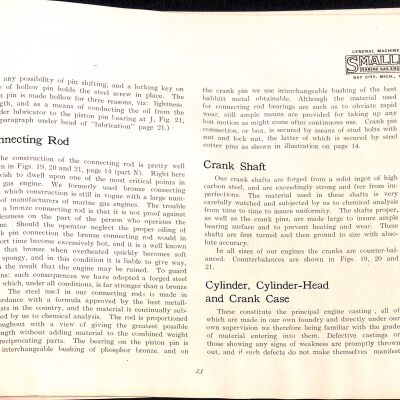 any possibility of pin shifting, and a locking key on
of hollow pin holds the steel screw in place. The
pin is made hollow for three reasons, viz: lightness,
and as a means of conducting the oil from the
lubricator to the piston pin bearing at J, Fig. 21,
paragraph under head of "lubrication" page 21.)
necting Rod
The construction of the connecting rod is pretty well
in Figs. 19, 20 and 21, page 14 (part N). Right here
wish to dwell upon one of the most critical points in
gas engine. We formerly used bronze connecting
which construction is still in vogue with a large num-
of manufacturers of marine gas engines. The trouble
a bronze connecting rod is that it is not proof against
lessness on the part of the person who operates the
Should the operator neglect the proper oiling of
pin connection the bronze connecting rod would in
ort time become excessively hot, and it is a well known
that bronze when overheated quickly becomes soft
spongy, and in this condition it is liable to give way,
the result that the engine may be ruined. To guard
such consequences we have adopted a forged steel
which, under all conditions, is far stronger than a bronze
The steel used in our connecting rods is made in
ordance with a formula approved by the best metall-
ists in the country, and the material is continually sub-
ed by us to chemical analysis. The rod is proportioned
oughout with a view of giving the greatest possible
ength without adding material to the combined weight
reciprocating parts. The bearing on the piston pin is
interchangeable bushing of phosphor bronze, and on
GENERAL MACHINE
SMALLE
BAY CITY, MICH.,
the crank pin we use interchangeable bushing of the best
babbitt metal obtainable. Although the material used
for connecting rod bearings are such as to obviate rapid
wear, still ample means are provided for taking up any
lost motion as might come after continuous use. Crank pin
connection, or box, is secured by means of stud bolts with
nut and lock nut, the latter of which is secured by steel
cotter pins as shown in illustration on page 14.
Crank Shaft
Our crank shafts are forged from a solid ingot of high
carbon steel, and are exceedingly strong and free from im-
perfections. The material used in these shafts is very
carefully watched and subjected by us to chemical analysis
from time to time to insure uniformity. The shafts proper,
as well as the crank pins, are made large to insure ample
bearing surface and to prevent heating and wear. These
shafts are first turned and then ground to size with abso-
lute accuracy.
In all sizes of our engines the cranks are counter-bal-
anced. Counterbalances are shown in Figs. 19, 20 and
21.
Cylinder, Cylinder-Head
and Crank Case
These constitute the principal engine casting, all of
which are made in our own foundry and directly under our
own supervision we therefore being familiar with the grade
of material entering into them. Defective castings or
those showing any signs of weakness are promptly thrown
out, and if such defects do not make themselves manifest
23